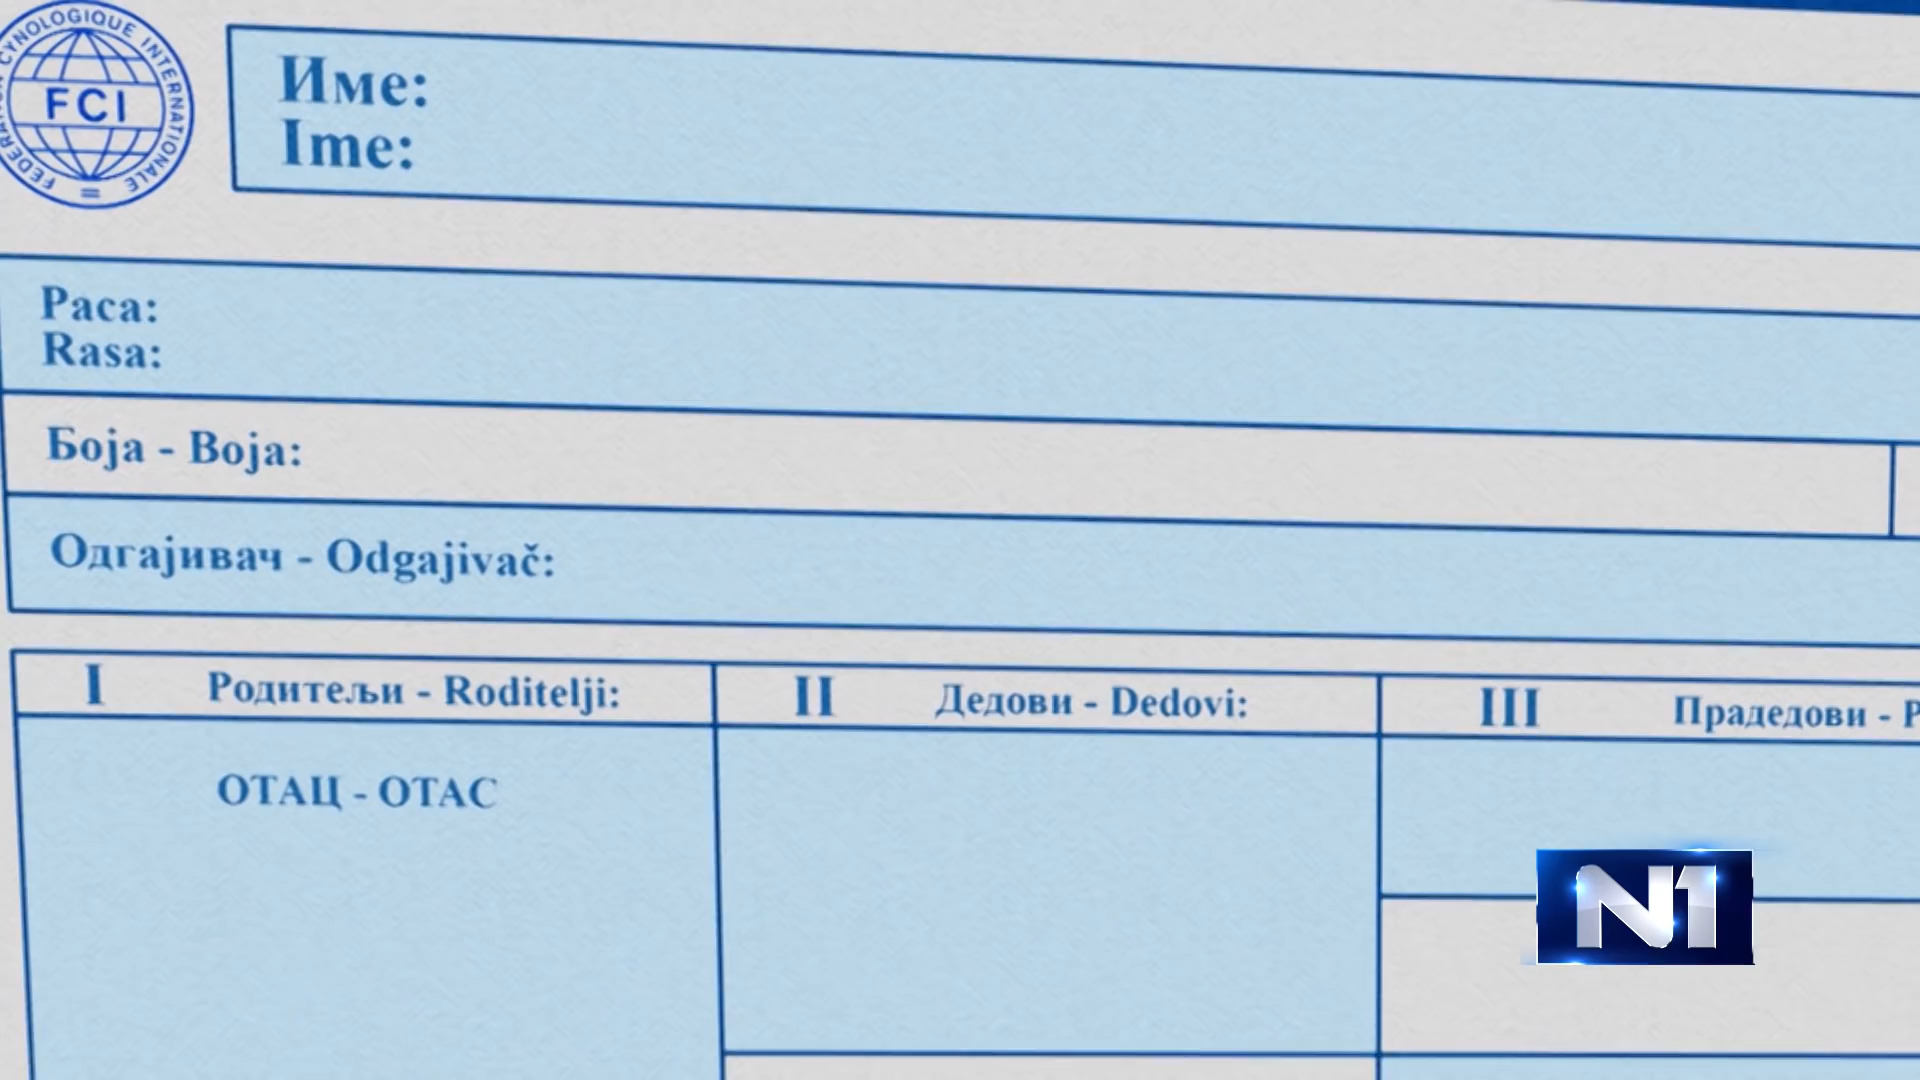 FEDERATION CYNOLOGIQUE INTERNATIONALE
FCI
Име:
Ime:
Раса:
Rasa:
Боја - Boja:
Одгајивач - Odgajivač:
I Родитељи - Roditelji:
II Дедови - Dedovi:
III Прадедови - P
ОТАЦ - OTAC
N1